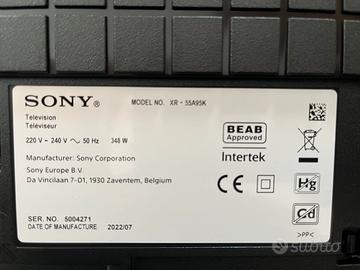 SONY®
MODEL NO. XR - 55A95K
Television
Téléviseur
220 V - 240 V ~ 50 Hz 348 W
BEAB
Approved
Intertek
Manufacturer: Sony Corporation
Sony Europe B.V.
Da Vincilaan 7-D1, 1930 Zaventem, Belgium
CE
Hg
Cd
>PP<
SER. NO. 5004271
DATE OF MANUFACTURE 2022/07
subito